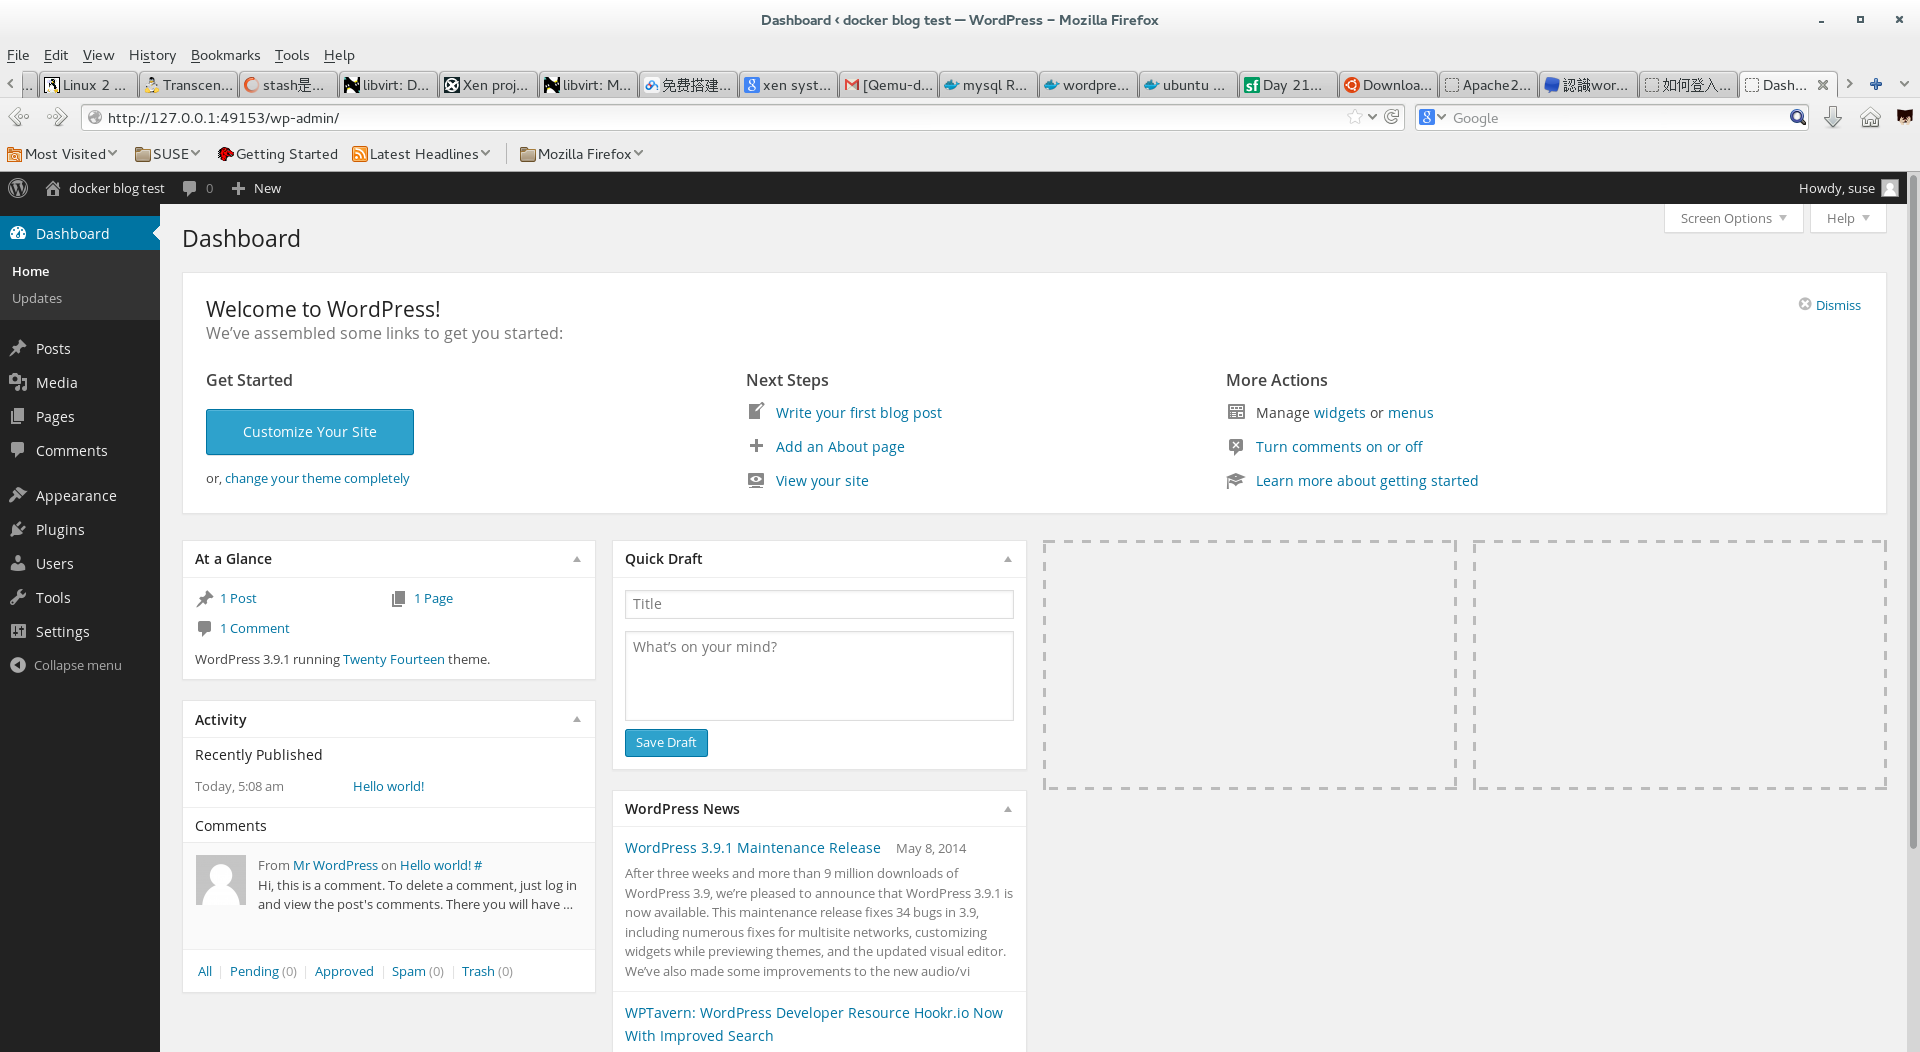 Dashboard ‹ docker blog test — WordPress – Mozilla Firefox
File Edit View History Bookmarks Tools Help
... Linux 2 ... Transcen... stash是... libvirt: D... Xen proj... libvirt: M... 免费搭建... xen syst... [Qemu-d... mysql R... wordpre... ubuntu ... Day 21... Downloa... Apache2... 認識wor... 如何登入... Dash...
http://127.0.0.1:49153/wp-admin/ Google
Most Visited SUSE Getting Started Latest Headlines Mozilla Firefox
docker blog test 0 New Howdy, suse
Screen Options Help
Dashboard
Home
Updates
Posts
Media
Pages
Comments
Appearance
Plugins
Users
Tools
Settings
Collapse menu
Dashboard
Welcome to WordPress!
Dismiss
We’ve assembled some links to get you started:
Get Started
Customize Your Site
or, change your theme completely
Next Steps
Write your first blog post
Add an About page
View your site
More Actions
Manage widgets or menus
Turn comments on or off
Learn more about getting started
At a Glance
1 Post 1 Page
1 Comment
WordPress 3.9.1 running Twenty Fourteen theme.
Activity
Recently Published
Today, 5:08 am Hello world!
Comments
From Mr WordPress on Hello world! #
Hi, this is a comment. To delete a comment, just log in
and view the post's comments. There you will have ...
All Pending (0) Approved Spam (0) Trash (0)
Quick Draft
Title
What’s on your mind?
Save Draft
WordPress News
WordPress 3.9.1 Maintenance Release May 8, 2014
After three weeks and more than 9 million downloads of
WordPress 3.9, we’re pleased to announce that WordPress 3.9.1 is
now available. This maintenance release fixes 34 bugs in 3.9,
including numerous fixes for multisite networks, customizing
widgets while previewing themes, and the updated visual editor.
We’ve also made some improvements to the new audio/vi
WPTavern: WordPress Developer Resource Hookr.io Now
With Improved Search